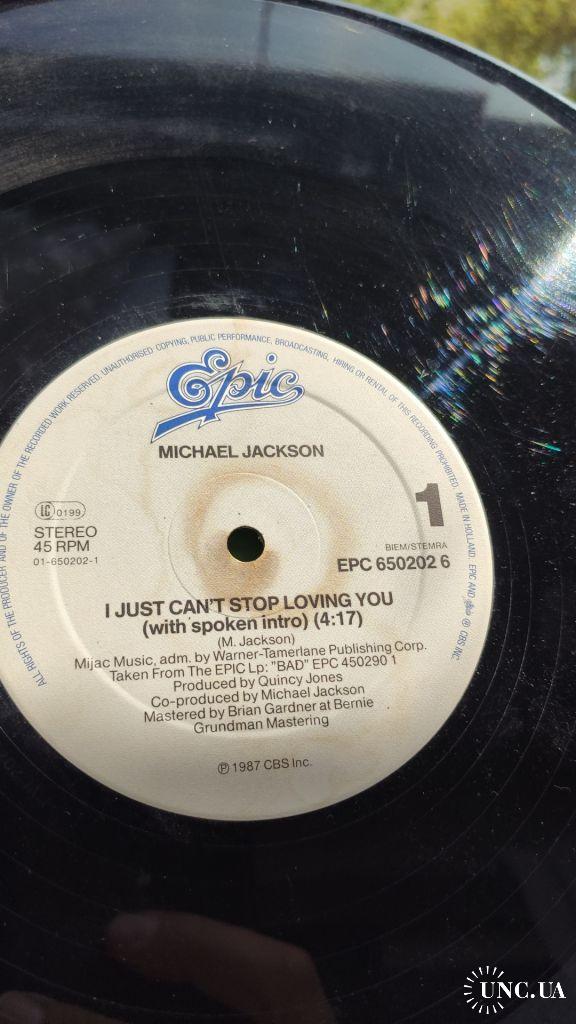 Epic
MICHAEL JACKSON
LC 0199
STEREO
45 RPM
01-650202-1
1
BIEM/STEMRA
EPC 650202 6
I JUST CAN'T STOP LOVING YOU
(with spoken intro) (4:17)
(M. Jackson)
Mijac Music, adm. by Warner-Tamerlane Publishing Corp.
Taken From The EPIC Lp: "BAD" EPC 450290 1
Produced by Quincy Jones
Co-produced by Michael Jackson
Mastered by Brian Gardner at Bernie
Grundman Mastering
℗ 1987 CBS Inc.
ALL RIGHTS OF THE PRODUCER AND OF THE OWNER OF THE RECORDED WORK RESERVED. UNAUTHORISED COPYING, PUBLIC PERFORMANCE, BROADCASTING, HIRING OR RENTAL OF THIS RECORDING PROHIBITED. MADE IN HOLLAND. EPIC AND ® CBS INC
UNC.UA